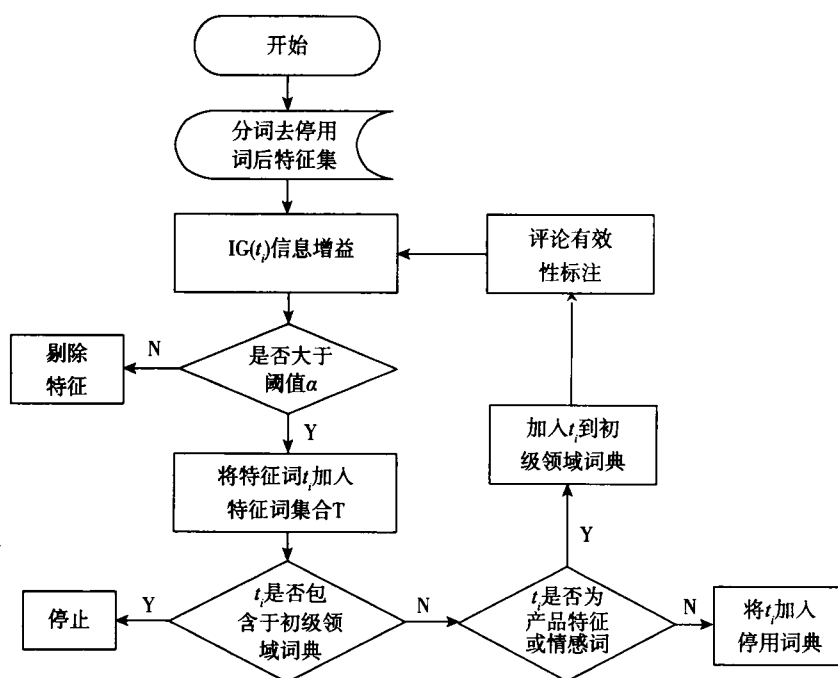 开始
分词去停用
词后特征集
IG(tᵢ)信息增益
评论有效
性标注
剔除
特征
N
是否大于
阈值α
Y
加入tᵢ到初
级领域词典
将特征词tᵢ加入
特征词集合T
Y
停止
Y
tᵢ是否包
含于初级领
域词典
N
tᵢ是否为
产品特征
或情感词
N
将tᵢ加入
停用词典